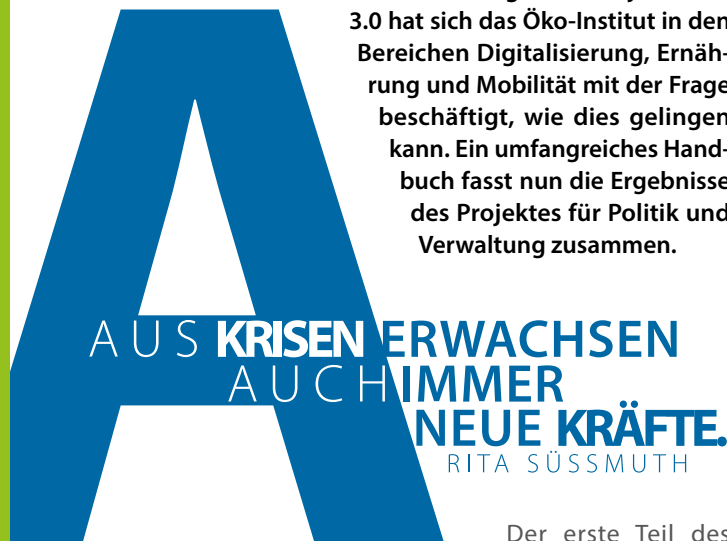 3.0 hat sich das Öko-Institut in den
Bereichen Digitalisierung, Ernäh-
rung und Mobilität mit der Frage
beschäftigt, wie dies gelingen
kann. Ein umfangreiches Hand-
buch fasst nun die Ergebnisse
des Projektes für Politik und
Verwaltung zusammen.
A
AUS KRISEN ERWACHSEN
AUCH IMMER
NEUE KRÄFTE.
RITA SÜSSMUTH
Der erste Teil des